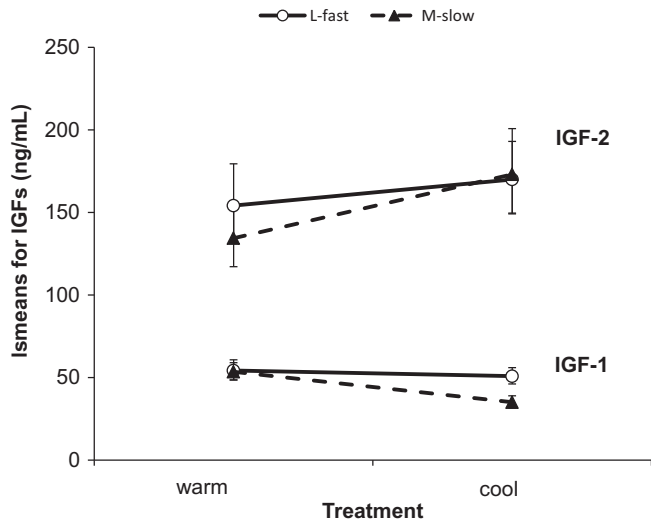 L-fast M-slow
250
200
150
100
50
0
lsmeans for IGFs (ng/mL)
IGF-2
IGF-1
warm cool
Treatment